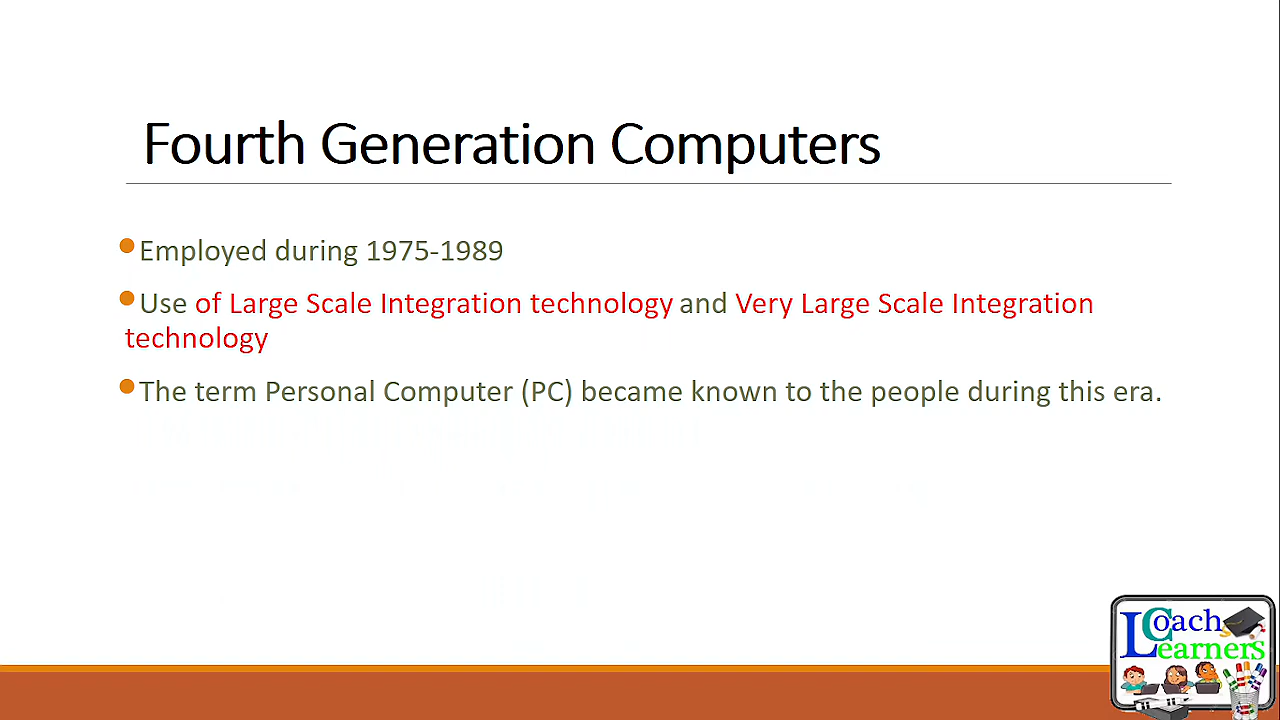 Fourth Generation Computers
Employed during 1975-1989
Use of Large Scale Integration technology and Very Large Scale Integration
technology
The term Personal Computer (PC) became known to the people during this era.
Coach
Learners